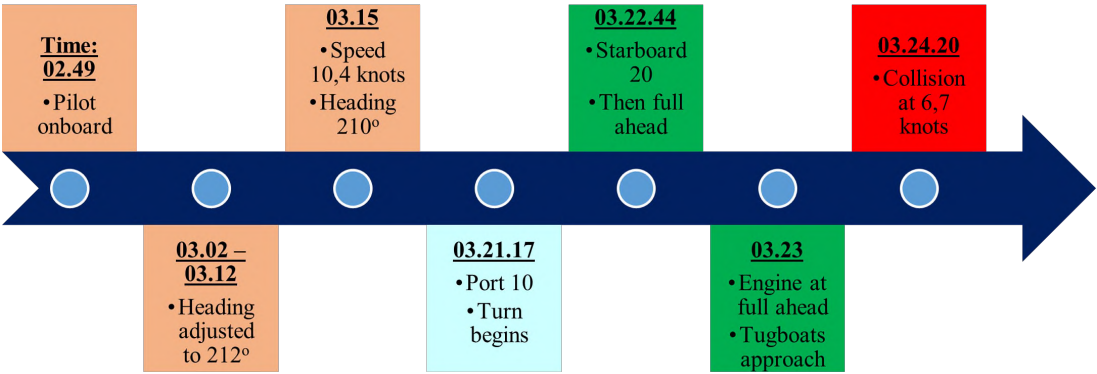 Time:
02.49
•Pilot
onboard
03.02 –
03.12
•Heading
adjusted
to 212º
03.15
•Speed
10,4 knots
•Heading
210º
03.21.17
•Port 10
•Turn
begins
03.22.44
•Starboard
20
•Then full
ahead
03.23
•Engine at
full ahead
•Tugboats
approach
03.24.20
•Collision
at 6,7
knots